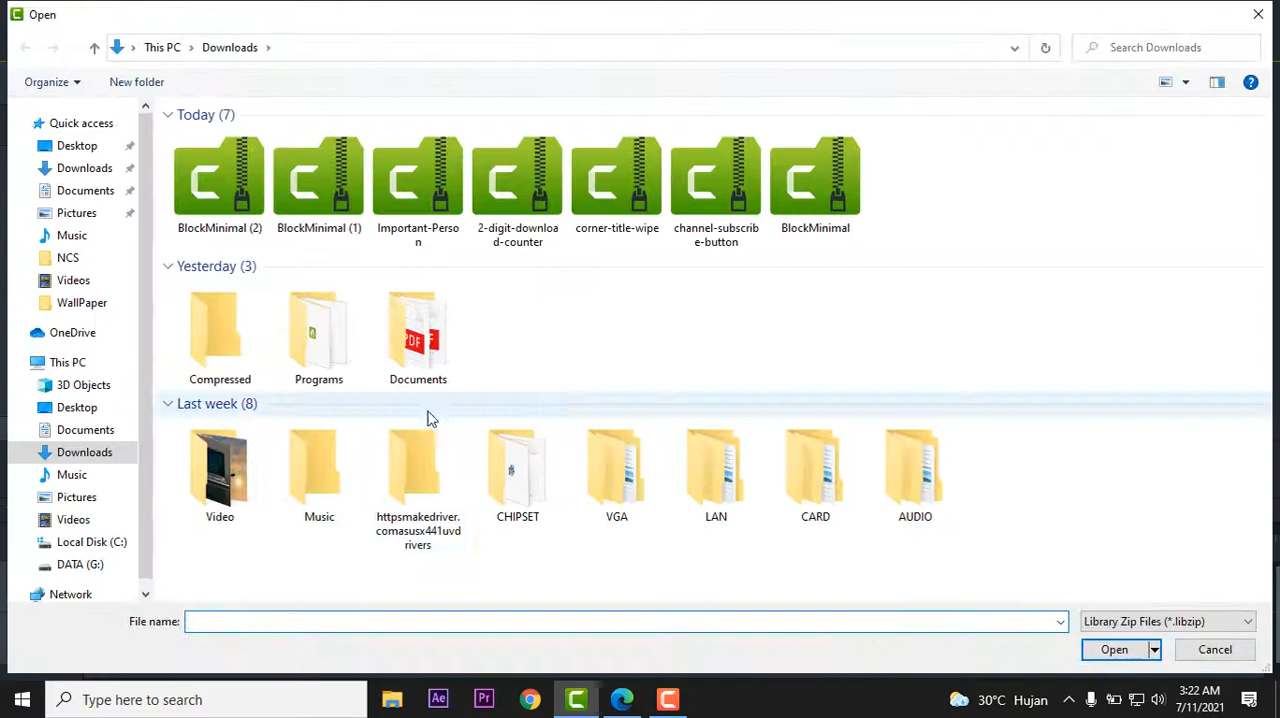 Open
This PC > Downloads >
Search Downloads
Organize
New folder
Quick access
Desktop
Downloads
Documents
Pictures
Music
NCS
Videos
WallPaper
OneDrive
This PC
3D Objects
Desktop
Documents
Downloads
Music
Pictures
Videos
Local Disk (C:)
DATA (G:)
Network
Today (7)
BlockMinimal (2)
BlockMinimal (1)
Important-Perso
n
2-digit-downloa
d-counter
corner-title-wipe
channel-subscrib
e-button
BlockMinimal
Yesterday (3)
Compressed
Programs
PDF
Documents
Last week (8)
Video
Music
httpsmakedriver.
comasusx441uvd
rivers
CHIPSET
VGA
LAN
CARD
AUDIO
File name:
Library Zip Files (*.libzip)
Open
Cancel
Type here to search
Ae
Pr
30°C Hujan
3:22 AM
7/11/2021